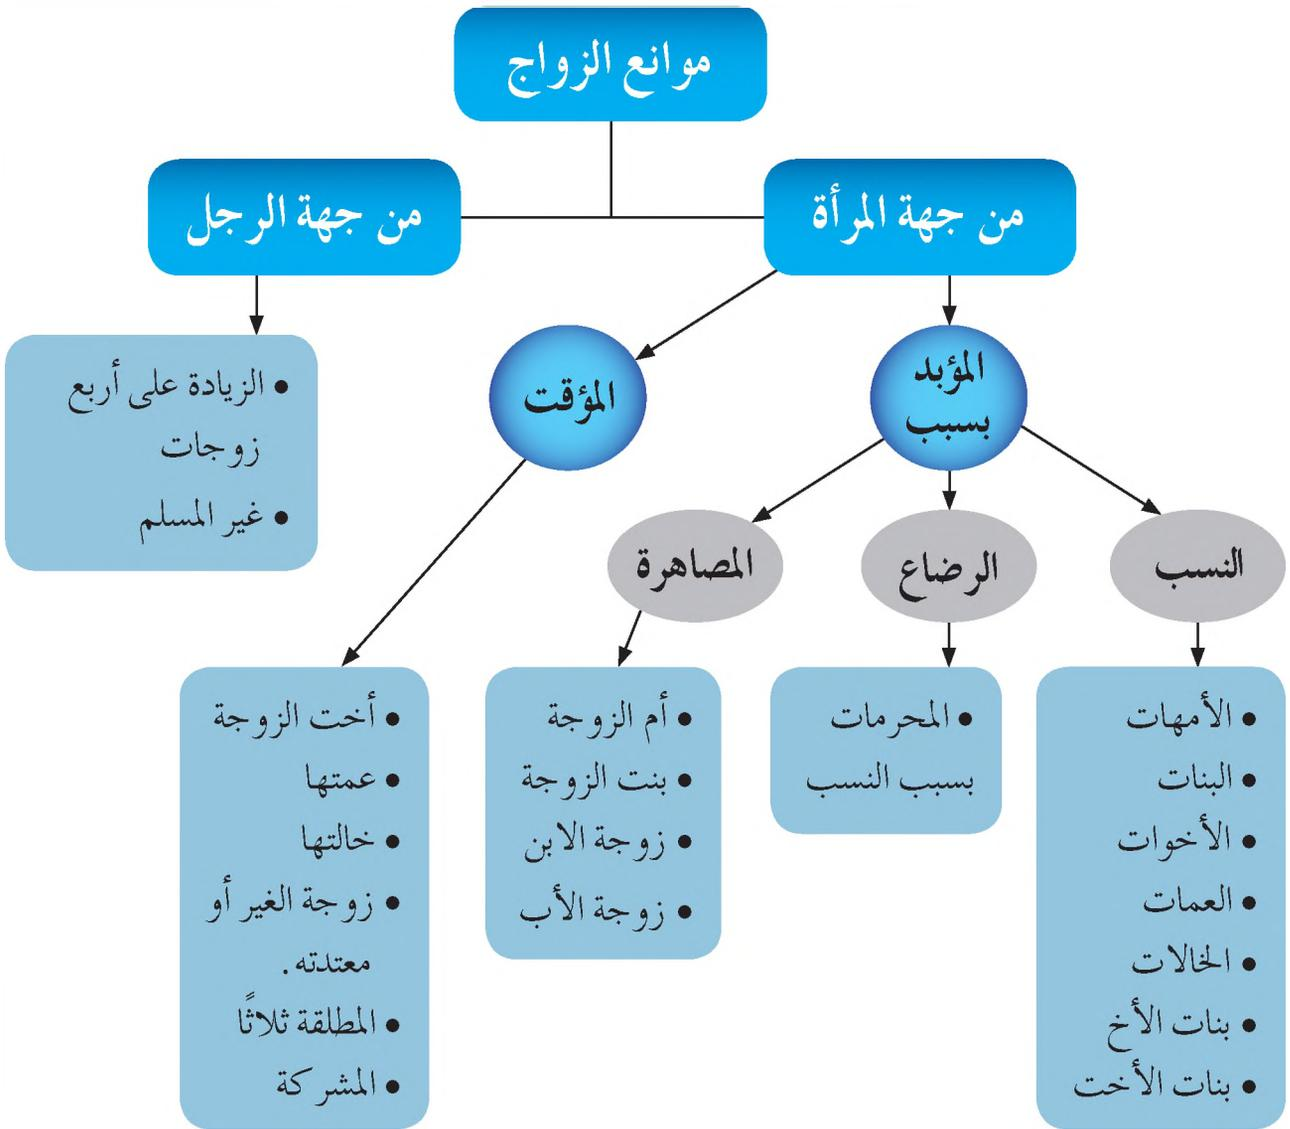 موانع الزواج
من جهة المرأة
من جهة الرجل
المؤبد
بسبب
المؤقت
• الزيادة على أربع
زوجات
• غير المسلم
النسب
الرضاع
المصاهرة
• الأمهات
• البنات
• الأخوات
• العمات
• الخالات
• بنات الأخ
• بنات الأخت
• المحرمات
بسبب النسب
• أم الزوجة
• بنت الزوجة
• زوجة الابن
• زوجة الأب
• أخت الزوجة
• عمتها
• خالتها
• زوجة الغير أو
معتدته.
• المطلقة ثلاثًا
• المشركة